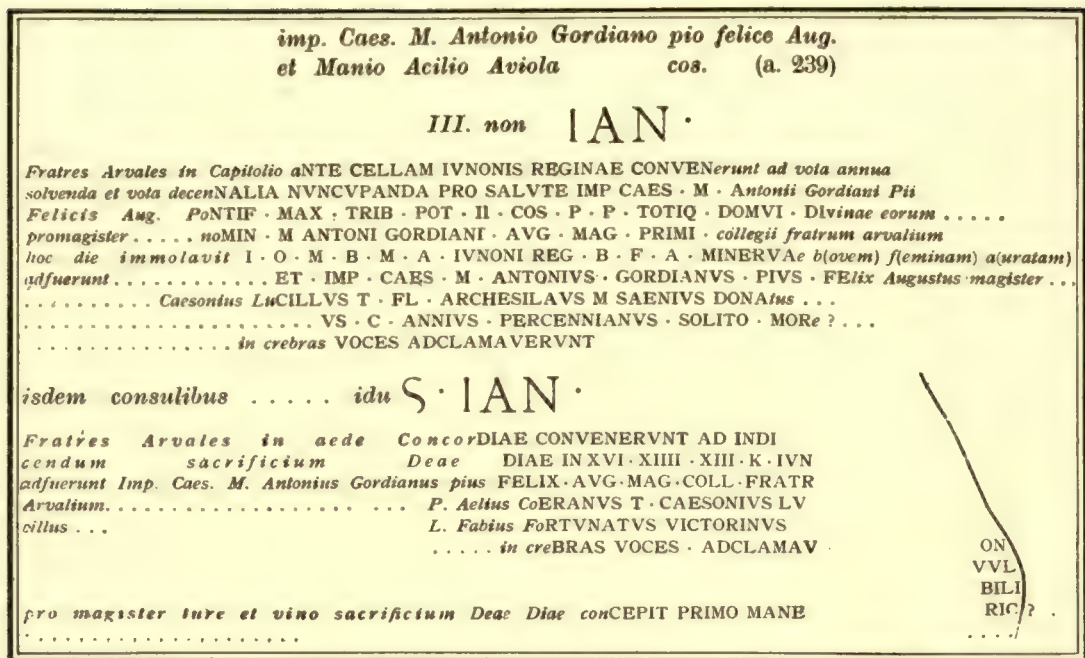 imp. Caes. M. Antonio Gordiano pio felice Aug.
et Manio Acilio Aviola cos. (a. 239)
III. non IAN ·
Fratres Arvales in Capitolio aNTE CELLAM IVNONIS REGINAE CONVENerunt ad vota annua
solvenda et vota decenNALIA NVNCVPANDA PRO SALVTE IMP CAES · M · Antonii Gordiani Pii
Felicis Aug. PoNTIF · MAX · TRIB · POT · II · COS · P · P · TOTIQ · DOMVI · DIvinae eorum .....
promagister ..... noMIN · M ANTONI GORDIANI · AVG · MAG · PRIMI · collegii fratrum arvalium
hoc die immolavit I · O · M · B · M · A · IVNONI REG · B · F · A · MINERVAe b(ovem) f(eminam) a(uratam)
adfuerunt ............ ET · IMP · CAES · M · ANTONIVS · GORDIANVS · PIVS · FElix Augustus magister ...
.......... Caesonius LuCILLVS T · FL · ARCHESILAVS M SAENIVS DONAtus ...
...................... VS · C · ANNIVS · PERCENNIANVS · SOLITO · MORe ? ...
................ in crebras VOCES ADCLAMAVERVNT
isdem consulibus ..... iduS · IAN ·
Fratres Arvales in aede ConcorDIAE CONVENERVNT AD INDI
cendum sacrificium Deae DIAE IN XVI · XIIII · XIII · K · IVN
adfuerunt Imp. Caes. M. Antonius Gordianus pius FELIX · AVG · MAG · COLL · FRATR
Arvalium.................... ... P. Aelius CoERANVS T · CAESONIVS LV
cillus ... L. Fabius FoRTVNATVS VICTORINVS
..... in creBRAS VOCES · ADCLAMAV
ON
VVL
BILI
pro magister ture et vino sacrificium Deae Diae conCEPIT PRIMO MANE RIC ? .
...................... ....